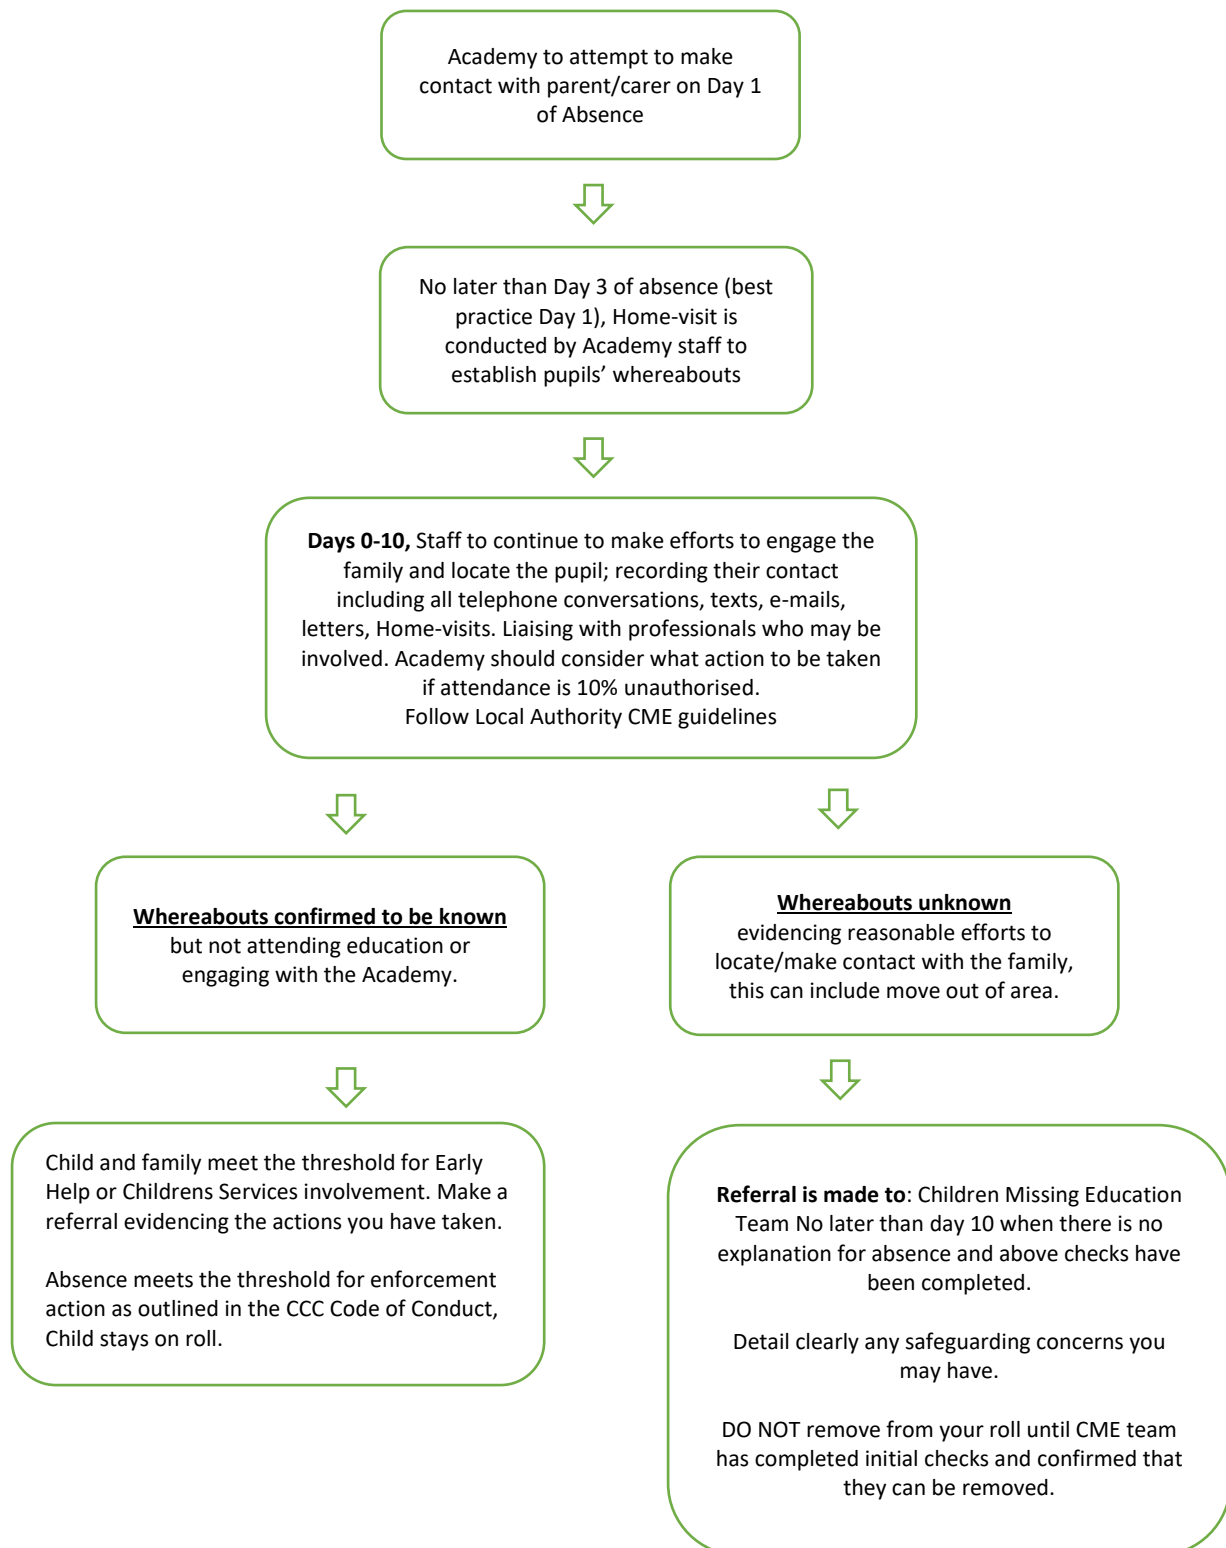 Academy to attempt to make
contact with parent/carer on Day 1
of Absence
No later than Day 3 of absence (best
practice Day 1), Home-visit is
conducted by Academy staff to
establish pupils’ whereabouts
Days 0-10, Staff to continue to make efforts to engage the
family and locate the pupil; recording their contact
including all telephone conversations, texts, e-mails,
letters, Home-visits. Liaising with professionals who may be
involved. Academy should consider what action to be taken
if attendance is 10% unauthorised.
Follow Local Authority CME guidelines
Whereabouts confirmed to be known
but not attending education or
engaging with the Academy.
Whereabouts unknown
evidencing reasonable efforts to
locate/make contact with the family,
this can include move out of area.
Child and family meet the threshold for Early
Help or Childrens Services involvement. Make a
referral evidencing the actions you have taken.
Absence meets the threshold for enforcement
action as outlined in the CCC Code of Conduct,
Child stays on roll.
Referral is made to: Children Missing Education
Team No later than day 10 when there is no
explanation for absence and above checks have
been completed.
Detail clearly any safeguarding concerns you
may have.
DO NOT remove from your roll until CME team
has completed initial checks and confirmed that
they can be removed.